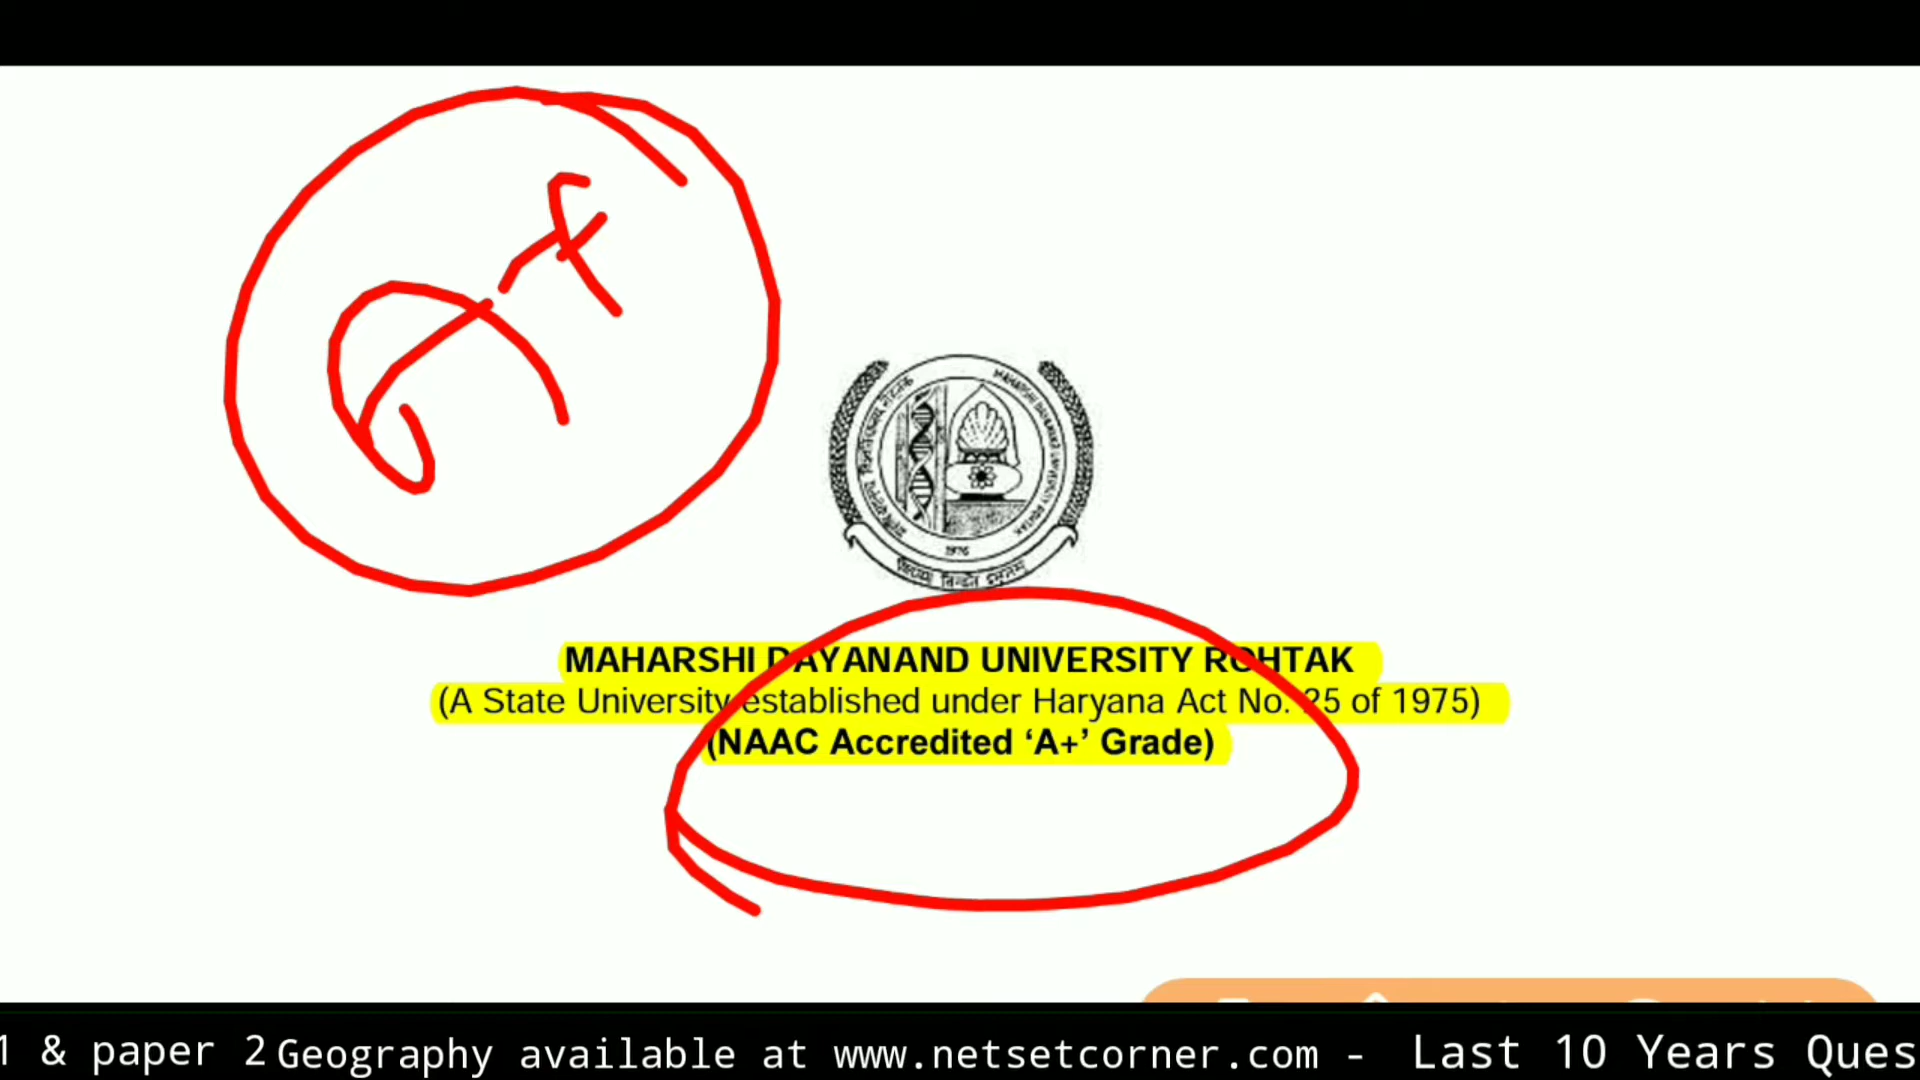 A+
1976
MAHARSHI DAYANAND UNIVERSITY ROHTAK
(A State University established under Haryana Act No. 25 of 1975)
(NAAC Accredited ‘A+’ Grade)
1 & paper 2 Geography available at www.netsetcorner.com - Last 10 Years Ques